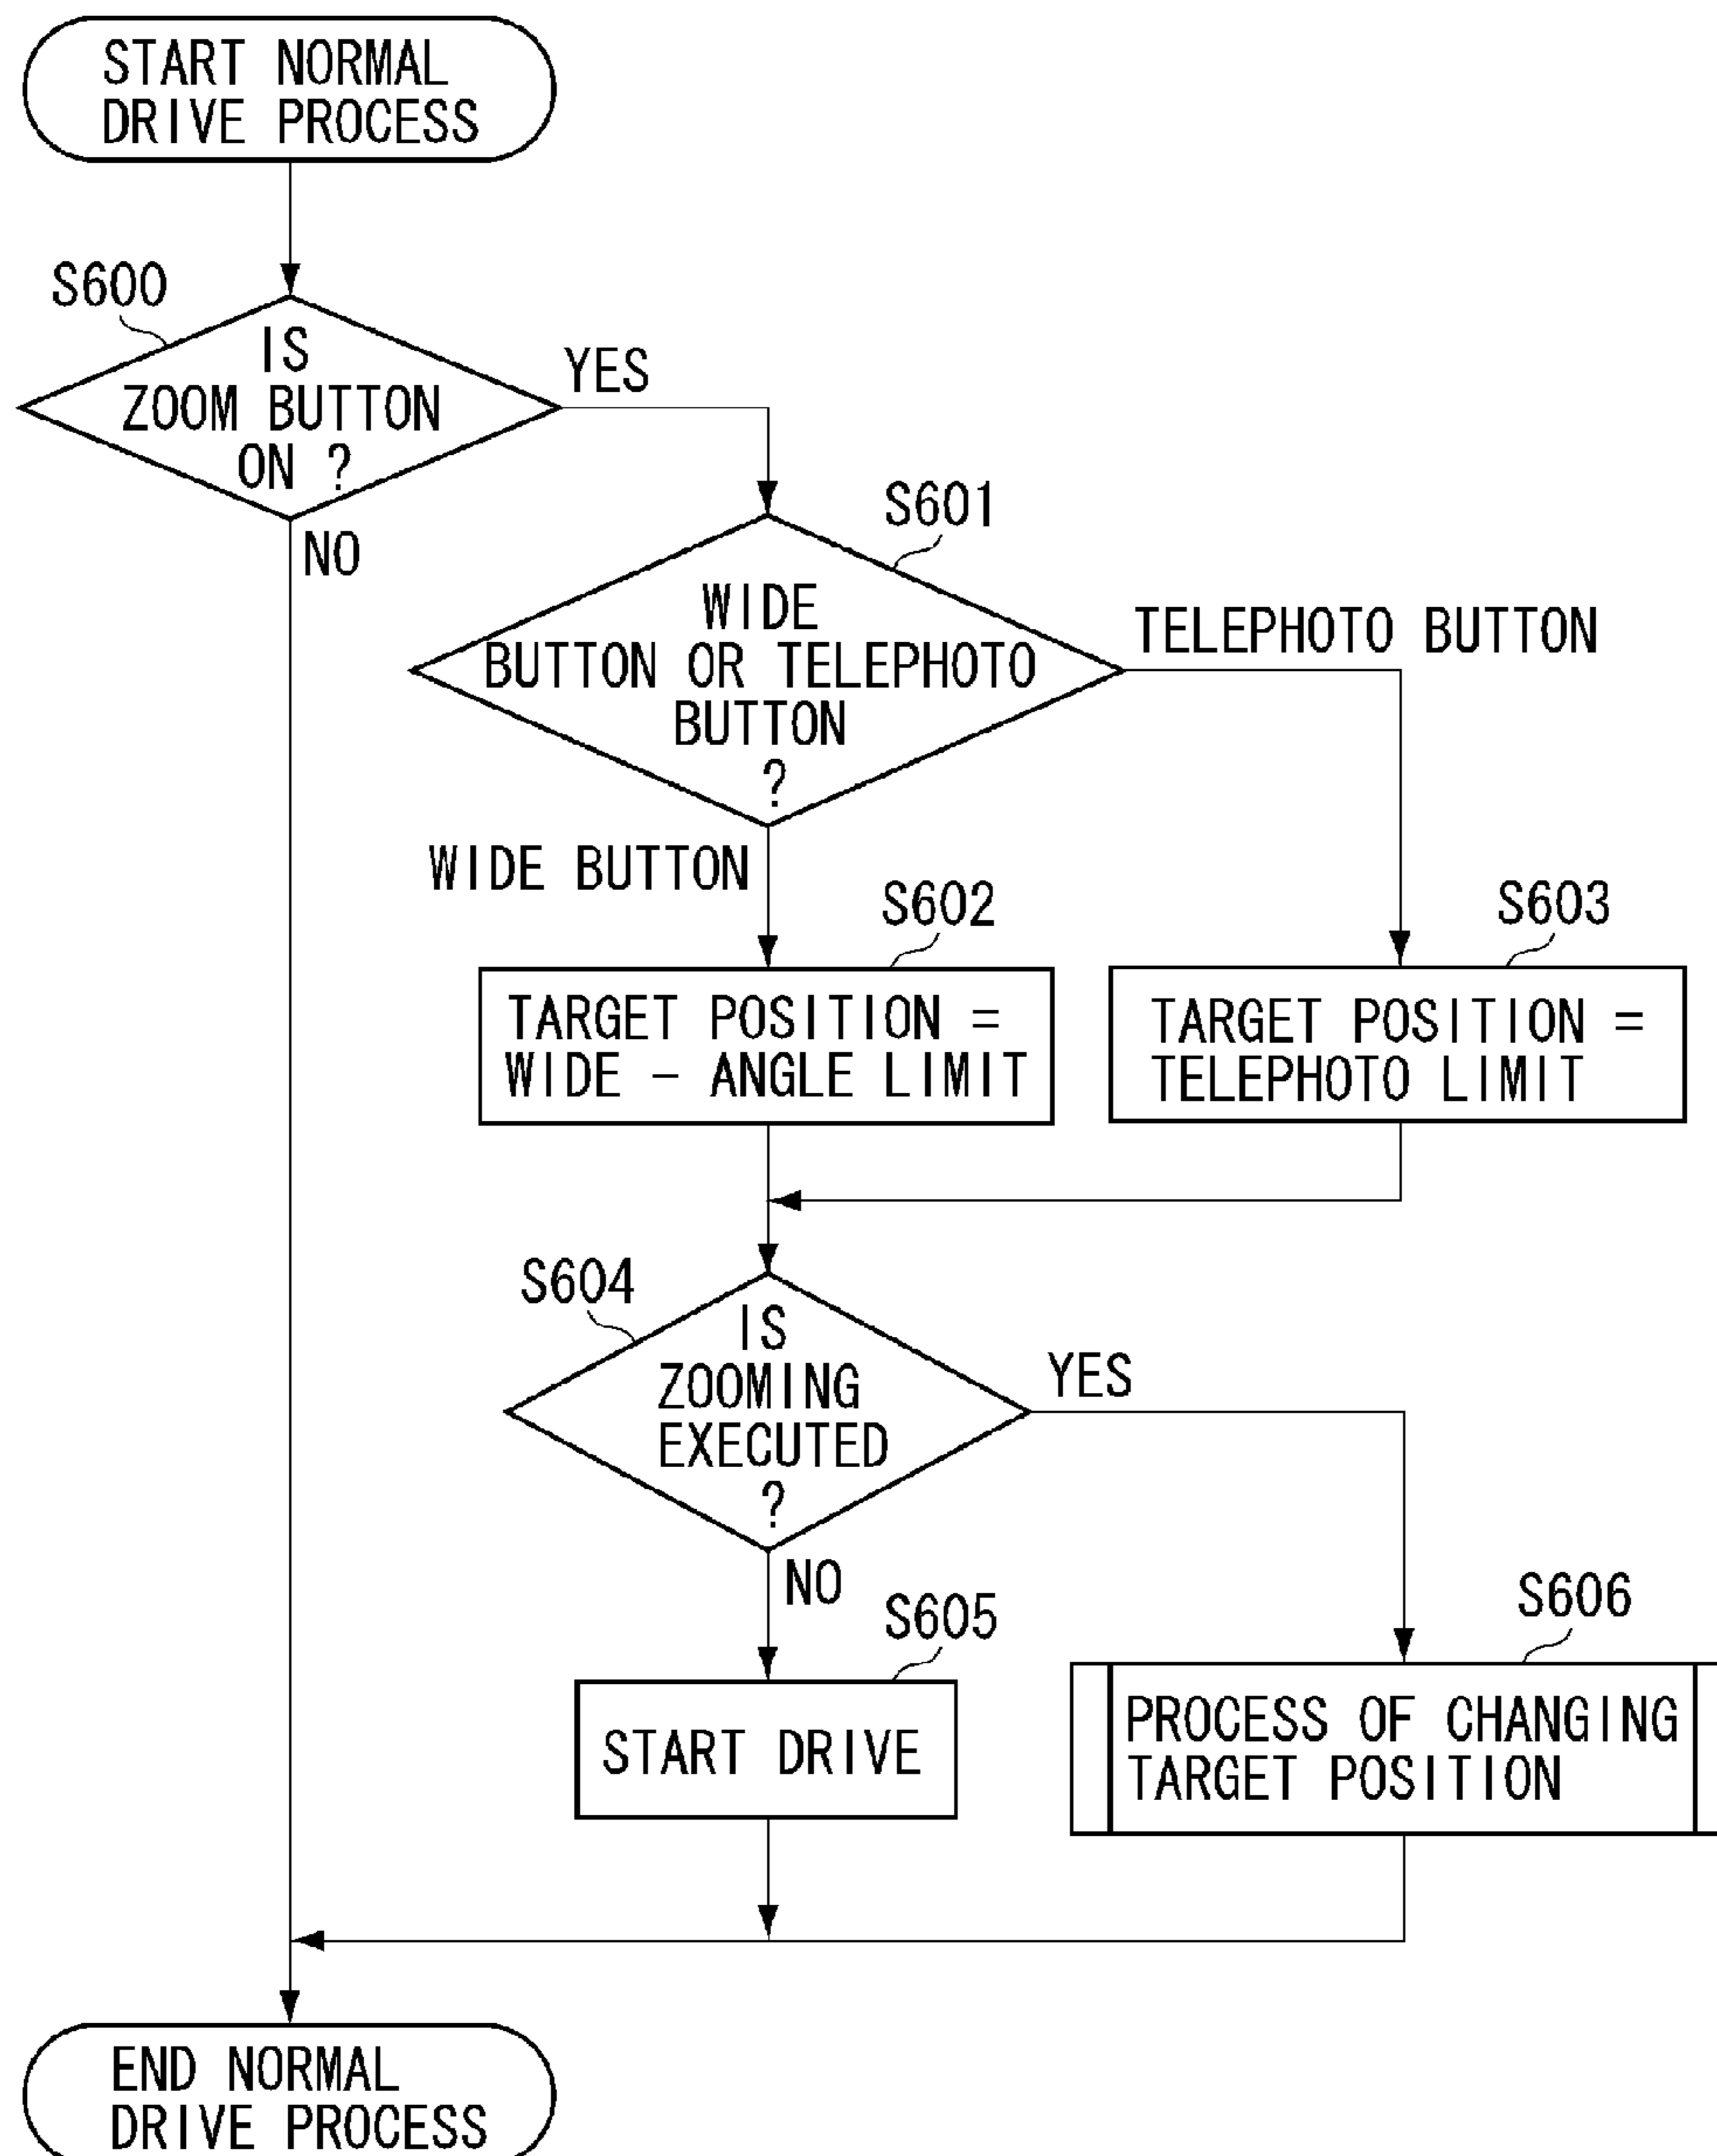 START NORMAL
DRIVE PROCESS
S600
IS
ZOOM BUTTON
ON ?
YES
NO
S601
WIDE
BUTTON OR TELEPHOTO
BUTTON
?
TELEPHOTO BUTTON
WIDE BUTTON
S602
TARGET POSITION =
WIDE - ANGLE LIMIT
S603
TARGET POSITION =
TELEPHOTO LIMIT
S604
IS
ZOOMING
EXECUTED
?
YES
NO
S605
START DRIVE
S606
PROCESS OF CHANGING
TARGET POSITION
END NORMAL
DRIVE PROCESS